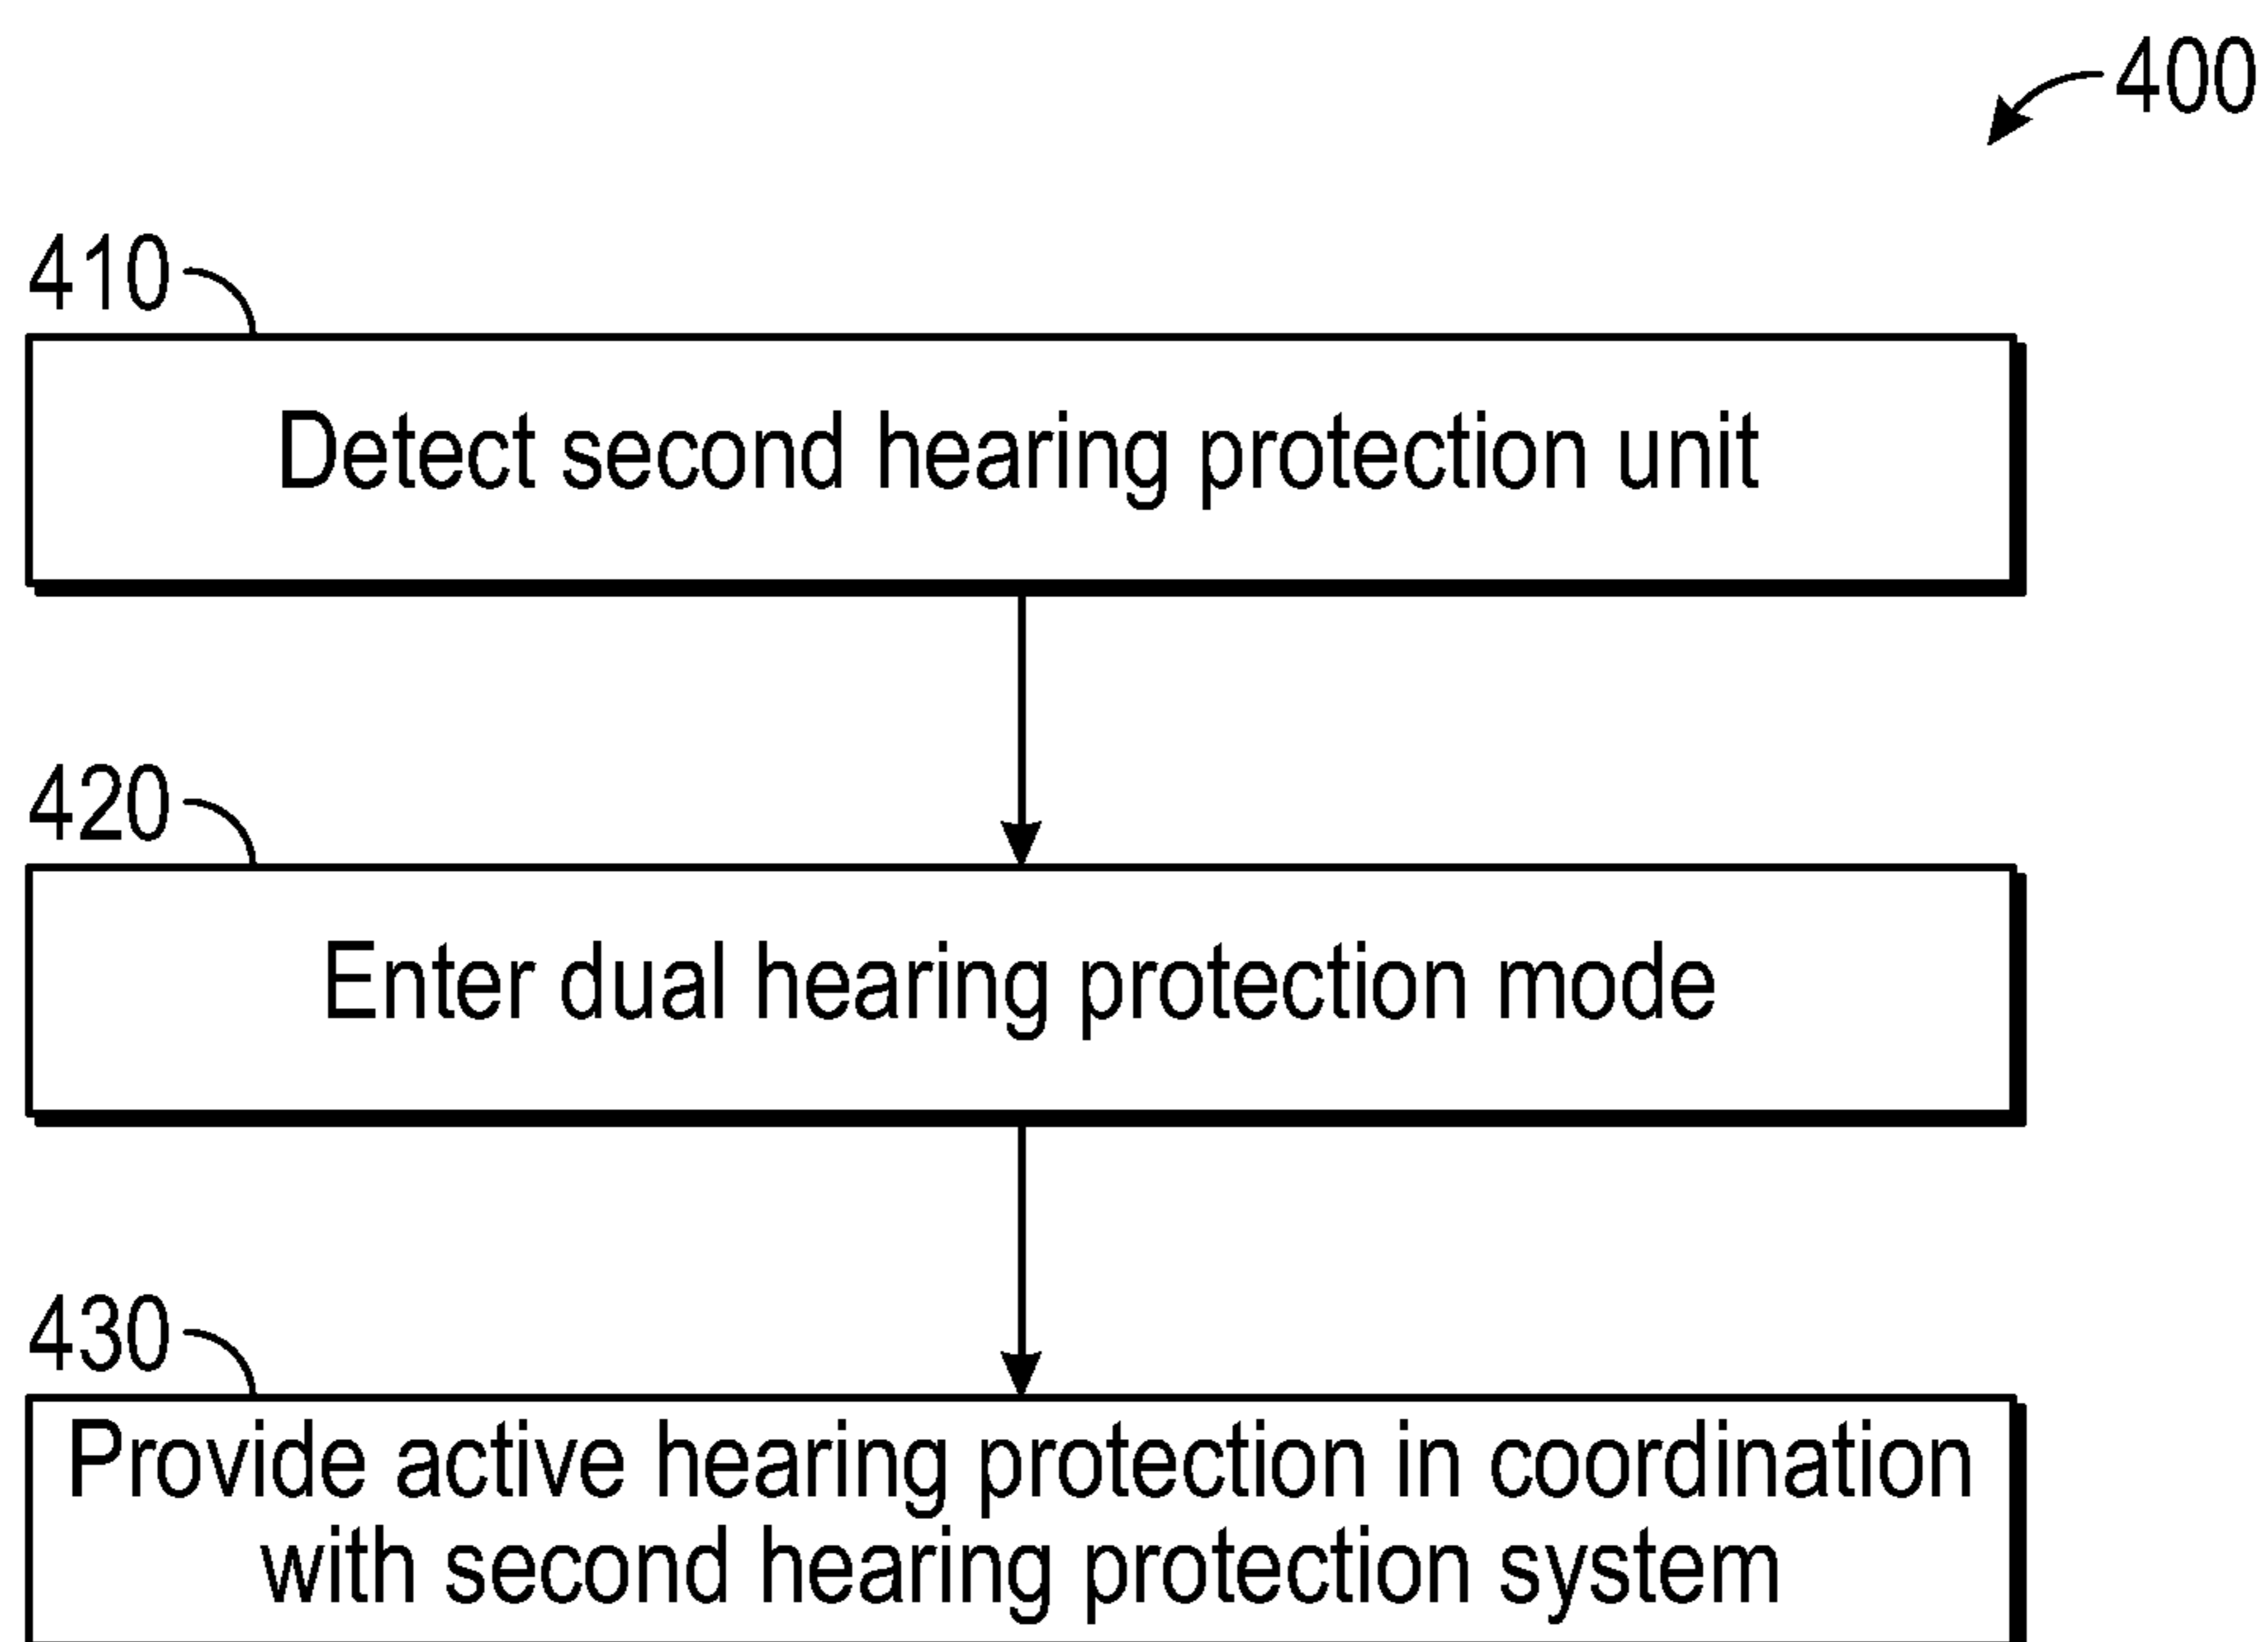 400
410
Detect second hearing protection unit
420
Enter dual hearing protection mode
430
Provide active hearing protection in coordination
with second hearing protection system